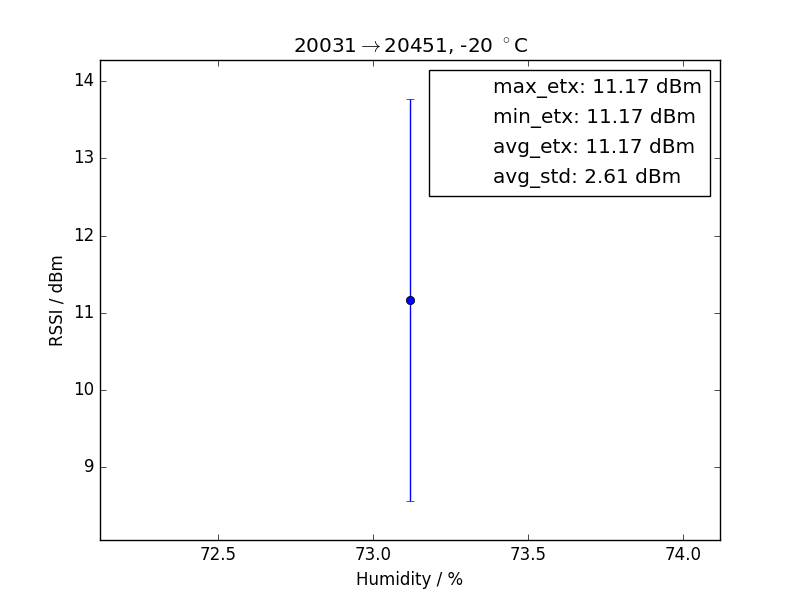 20031→20451, -20 °C
max_etx: 11.17 dBm
min_etx: 11.17 dBm
avg_etx: 11.17 dBm
avg_std: 2.61 dBm
RSSI / dBm
14
13
12
11
10
9
72.5 73.0 73.5 74.0
Humidity / %